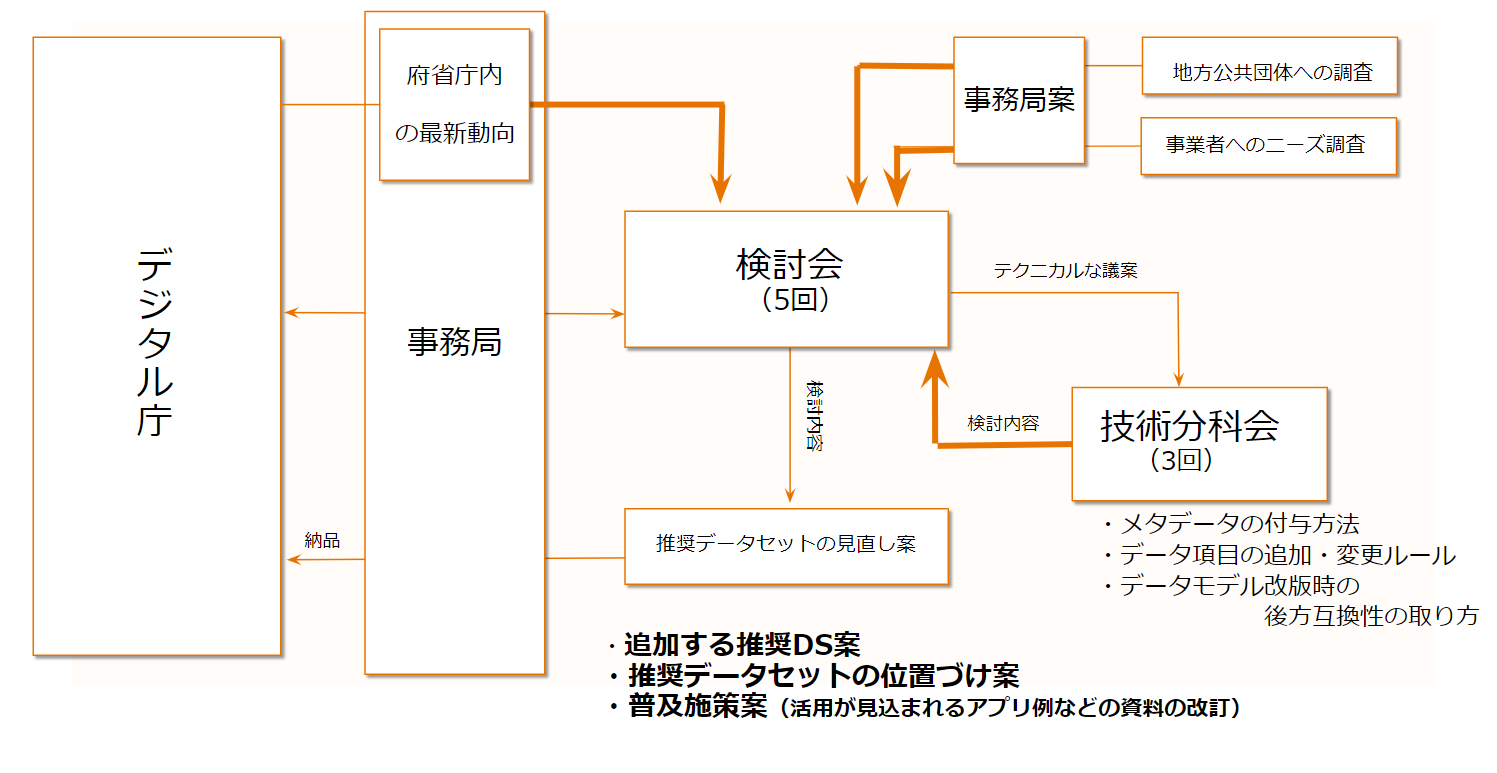 デジタル庁
府省庁内
の最新動向
事務局
事務局案
地方公共団体への調査
事業者へのニーズ調査
検討会
（5回）
テクニカルな議案
検討内容
検討内容
技術分科会
（3回）
・メタデータの付与方法
・データ項目の追加・変更ルール
・データモデル改版時の
後方互換性の取り方
納品
推奨データセットの見直し案
・追加する推奨DS案
・推奨データセットの位置づけ案
・普及施策案（活用が見込まれるアプリ例などの資料の改訂）